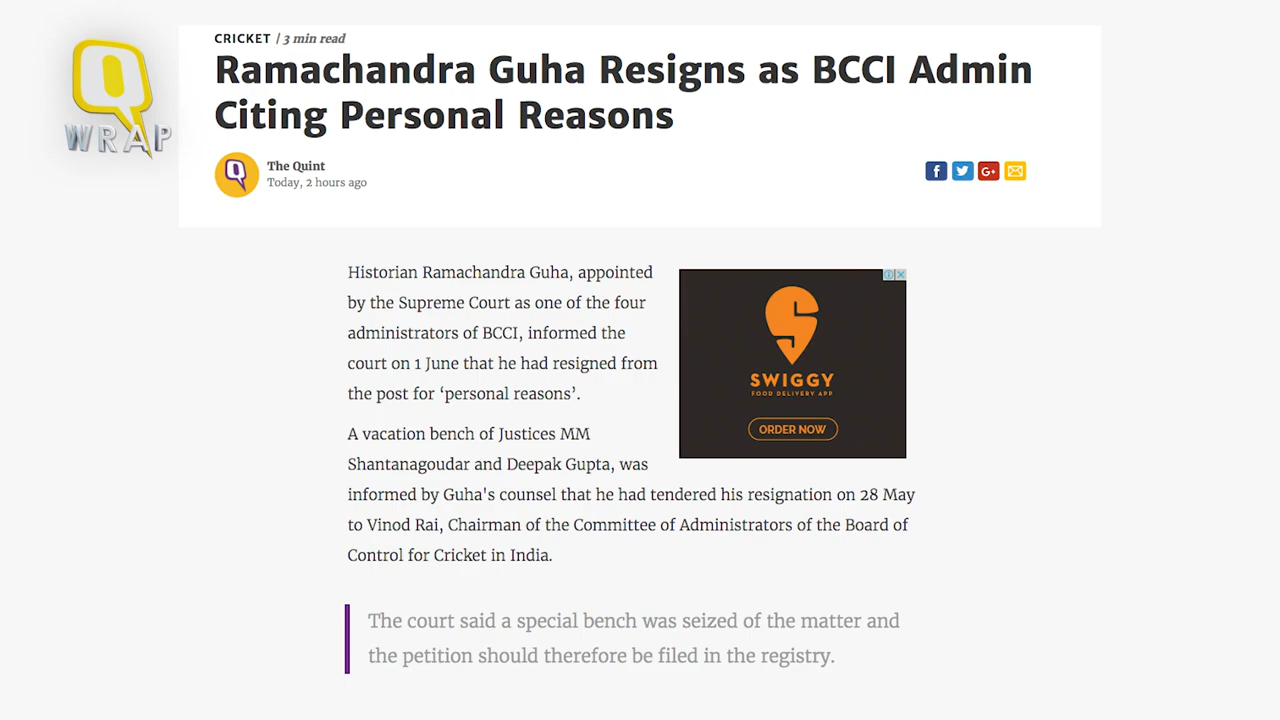 Q
WRAP
CRICKET / 3 min read
Ramachandra Guha Resigns as BCCI Admin
Citing Personal Reasons
Q
The Quint
Today, 2 hours ago
f
G+
Historian Ramachandra Guha, appointed
by the Supreme Court as one of the four
administrators of BCCI, informed the
court on 1 June that he had resigned from
the post for ‘personal reasons’.
SWIGGY
FOOD DELIVERY APP
ORDER NOW
A vacation bench of Justices MM
Shantanagoudar and Deepak Gupta, was
informed by Guha's counsel that he had tendered his resignation on 28 May
to Vinod Rai, Chairman of the Committee of Administrators of the Board of
Control for Cricket in India.
The court said a special bench was seized of the matter and
the petition should therefore be filed in the registry.